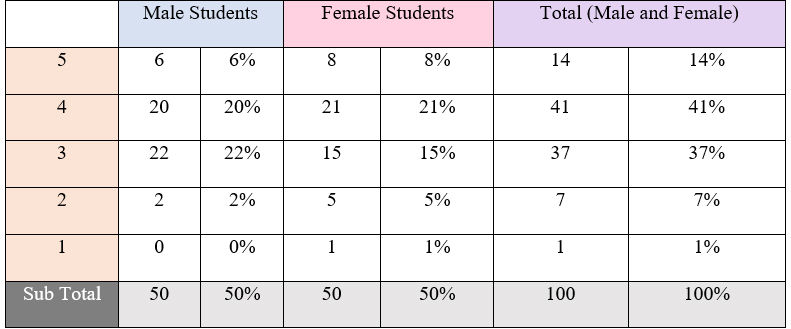 Male Students Female Students Total (Male and Female)
5 6 6% 8 8% 14 14%
4 20 20% 21 21% 41 41%
3 22 22% 15 15% 37 37%
2 2 2% 5 5% 7 7%
1 0 0% 1 1% 1 1%
Sub Total 50 50% 50 50% 100 100%